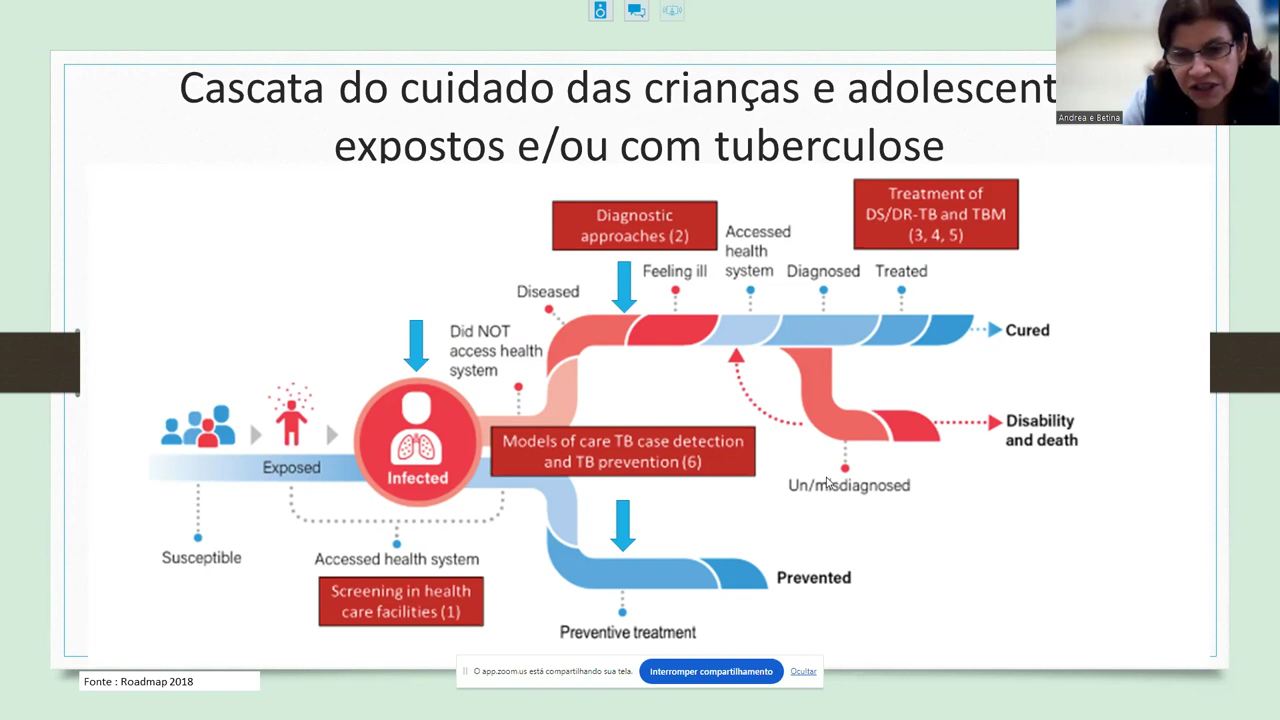 Cascata do cuidado das crianças e adolescent
expostos e/ou com tuberculose
Andrea e Betina
Treatment of
DS/DR-TB and TBM
(3, 4, 5)
Diagnostic
approaches (2)
Accessed
health
system
Feeling ill
Diagnosed
Treated
Diseased
Did NOT
access health
system
Cured
Disability
and death
Models of care TB case detection
and TB prevention (6)
Exposed
Infected
Un/misdiagnosed
Susceptible
Accessed health system
Screening in health
care facilities (1)
Prevented
Preventive treatment
O app.zoom.us está compartilhando sua tela.
Interromper compartilhamento
Ocultar
Fonte : Roadmap 2018